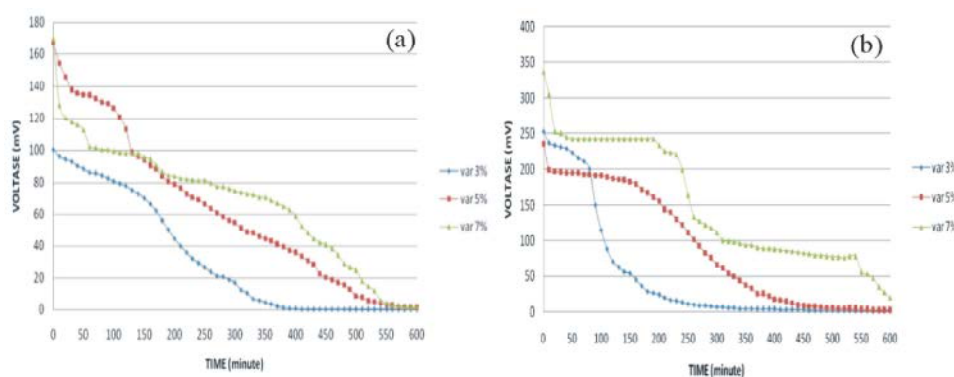 (a)
VOLTASE (mV)
180
160
140
120
100
80
60
40
20
0
0 50 100 150 200 250 300 350 400 450 500 550 600
TIME (minute)
var 3%
var 5%
var 7%
(b)
VOLTASE (mV)
400
350
300
250
200
150
100
50
0
0 50 100 150 200 250 300 350 400 450 500 550 600
TIME (minute)
var 3%
var 5%
var 7%